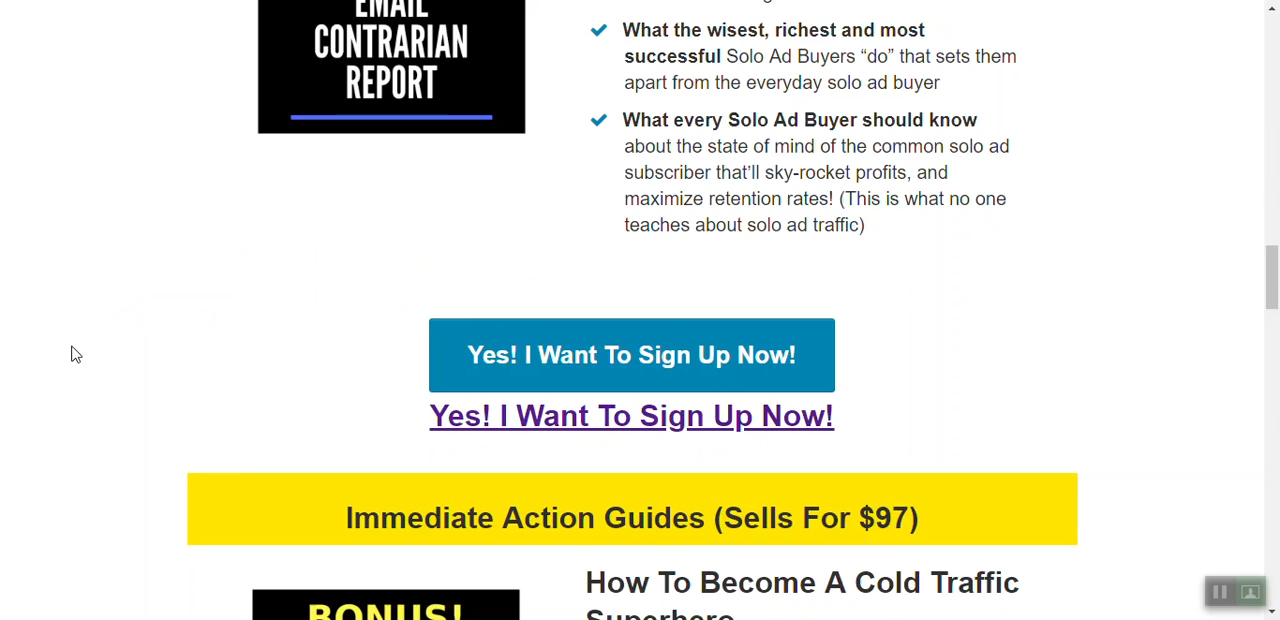 EMAIL
CONTRARIAN
REPORT
What the wisest, richest and most
successful Solo Ad Buyers “do” that sets them
apart from the everyday solo ad buyer
What every Solo Ad Buyer should know
about the state of mind of the common solo ad
subscriber that’ll sky-rocket profits, and
maximize retention rates! (This is what no one
teaches about solo ad traffic)
Yes! I Want To Sign Up Now!
Yes! I Want To Sign Up Now!
Immediate Action Guides (Sells For $97)
BONUS!
How To Become A Cold Traffic
Superhero